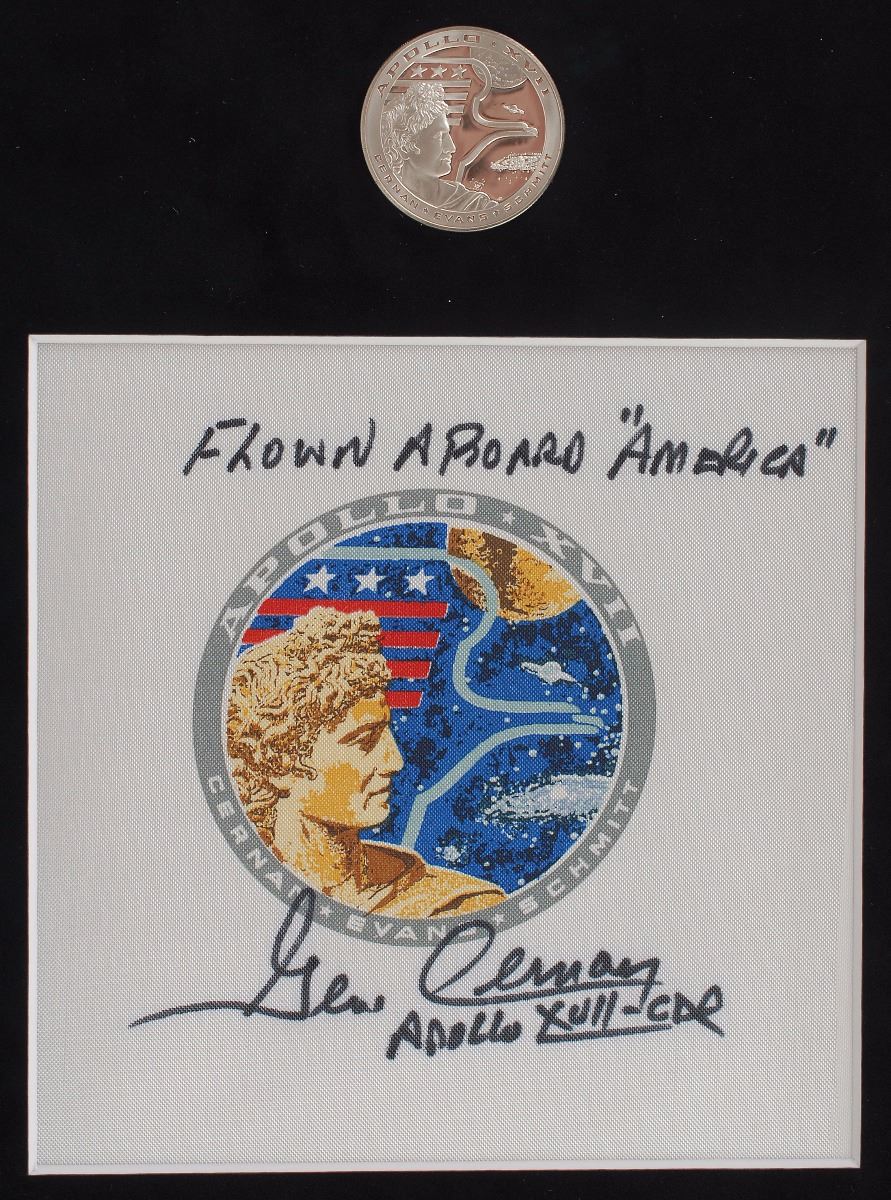 APOLLO · XVII
CERNAN ★ EVANS ★ SCHMITT
FLOWN ABOARD "AMERICA"
APOLLO ★ XVII
CERNAN ★ EVANS ★ SCHMITT
Gene Cernan
APOLLO XVII - CDR